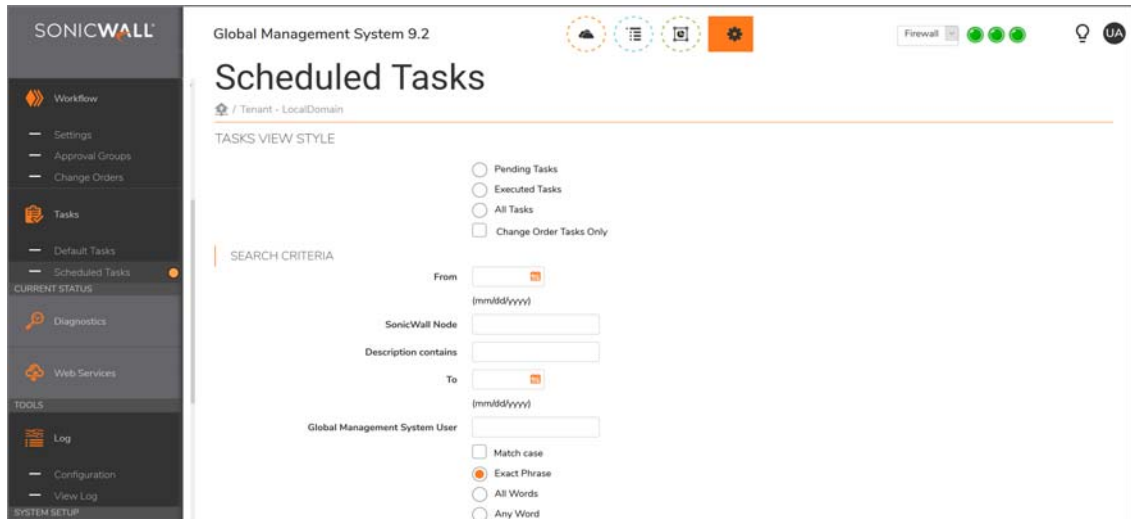 SONICWALL
Global Management System 9.2
Firewall
UA
Scheduled Tasks
/ Tenant - LocalDomain
Workflow
Settings
Approval Groups
Change Orders
Tasks
Default Tasks
Scheduled Tasks
CURRENT STATUS
Diagnostics
Web Services
TOOLS
Log
Configuration
View Log
SYSTEM SETUP
TASKS VIEW STYLE
Pending Tasks
Executed Tasks
All Tasks
Change Order Tasks Only
SEARCH CRITERIA
From
(mm/dd/yyyy)
SonicWall Node
Description contains
To
(mm/dd/yyyy)
Global Management System User
Match case
Exact Phrase
All Words
Any Word